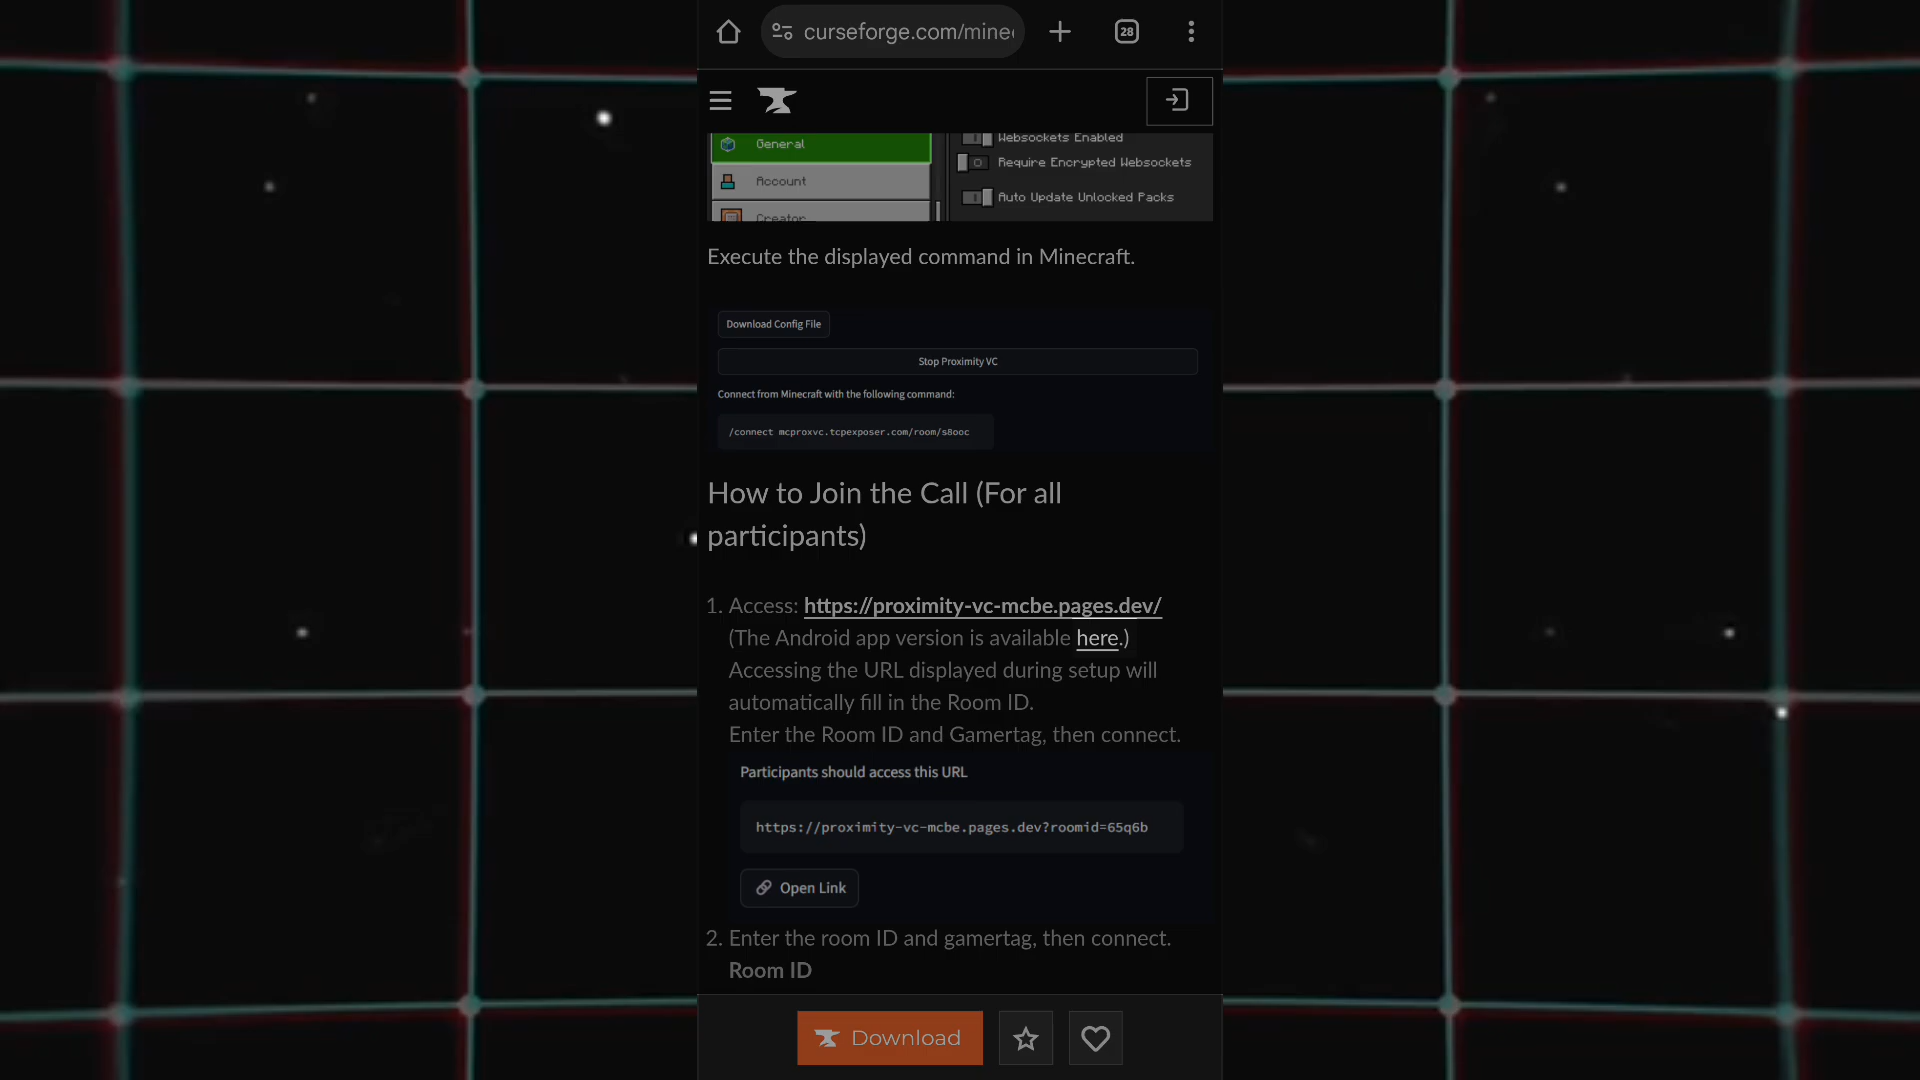 curseforge.com/mine
28
General
Account
Creator
Websockets Enabled
Require Encrypted Websockets
Auto Update Unlocked Packs
Execute the displayed command in Minecraft.
Download Config File
Stop Proximity VC
Connect from Minecraft with the following command:
/connect mcproxvc.tcpexposer.com/room/s8ooc
How to Join the Call (For all
participants)
1. Access: https://proximity-vc-mcbe.pages.dev/
(The Android app version is available here.)
Accessing the URL displayed during setup will
automatically fill in the Room ID.
Enter the Room ID and Gamertag, then connect.
Participants should access this URL
https://proximity-vc-mcbe.pages.dev?roomid=65q6b
Open Link
2. Enter the room ID and gamertag, then connect.
Room ID
Download